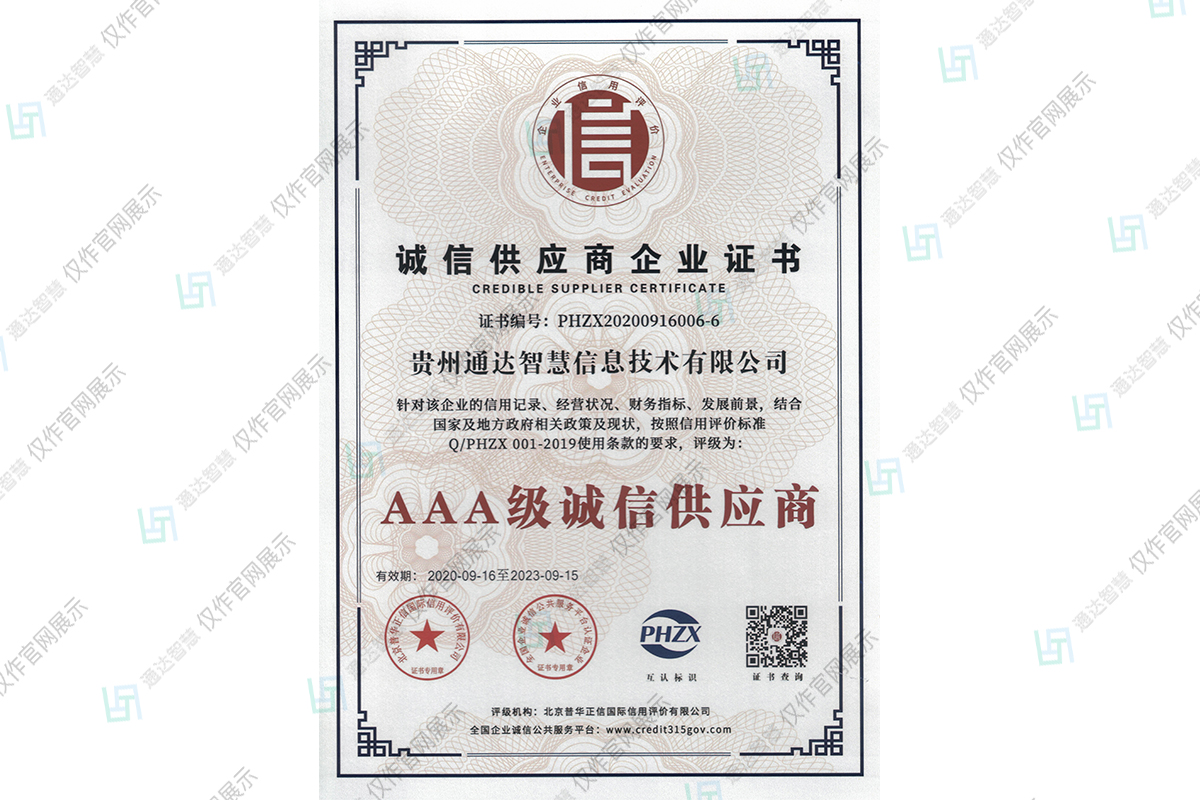 企业信用评价
ENTERPRISE CREDIT EVALUATION
诚信供应商企业证书
CREDIBLE SUPPLIER CERTIFICATE
证书编号：PHZX20200916006-6
贵州通达智慧信息技术有限公司
针对该企业的信用记录、经营状况、财务指标、发展前景，结合
国家及地方政府相关政策及现状，按照信用评价标准
Q/PHZX 001-2019使用条款的要求，评级为：
AAA级诚信供应商
有效期： 2020-09-16至2023-09-15
北京普华正信国际信用评价有限公司
证书专用章
全国企业诚信公共服务平台认证企业
证书专用章
PHZX
互认标识
证书查询
评级机构：北京普华正信国际信用评价有限公司
全国企业诚信公共服务平台：www.credit315gov.com
通达智慧 仅作官网展示